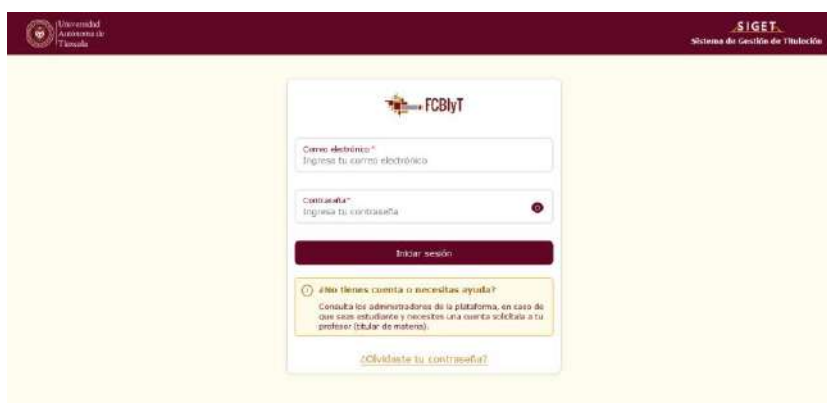 Universidad
Autónoma de
Tlaxcala
SIGET
Sistema de Gestión de Titulación
FCBIyT
Correo electrónico *
Ingresa tu correo electrónico
Contraseña *
Ingresa tu contraseña
Iniciar sesión
¿No tienes cuenta o necesitas ayuda?
Consulta los administradores de la plataforma, en caso de
que seas estudiante y necesites una cuenta solicítala a tu
profesor (titular de materia).
¿Olvidaste tu contraseña?